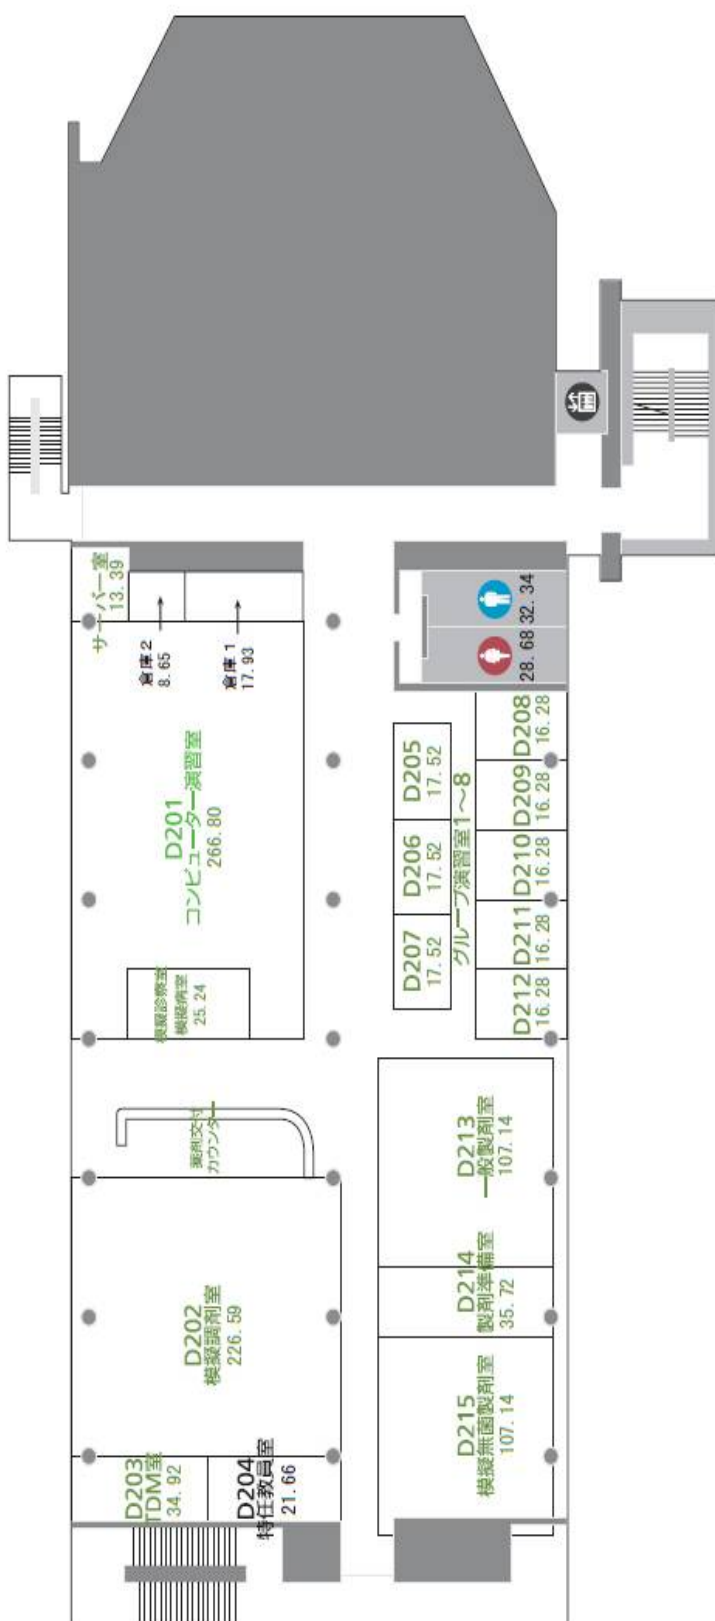 サーバー室
13.39
倉庫2
8.65
倉庫1
17.93
D201
コンピューター演習室
266.80
模擬診察室
模擬病室
25.24
薬剤交付
カウンター
D202
模擬調剤室
226.59
D203
TDM室
34.92
D204
特任教員室
21.66
32.34
28.68
D205
17.52
D206
17.52
D207
17.52
グループ演習室1～8
D208
16.28
D209
16.28
D210
16.28
D211
16.28
D212
16.28
D213
一般製剤室
107.14
D214
製剤準備室
35.72
D215
模擬無菌製剤室
107.14